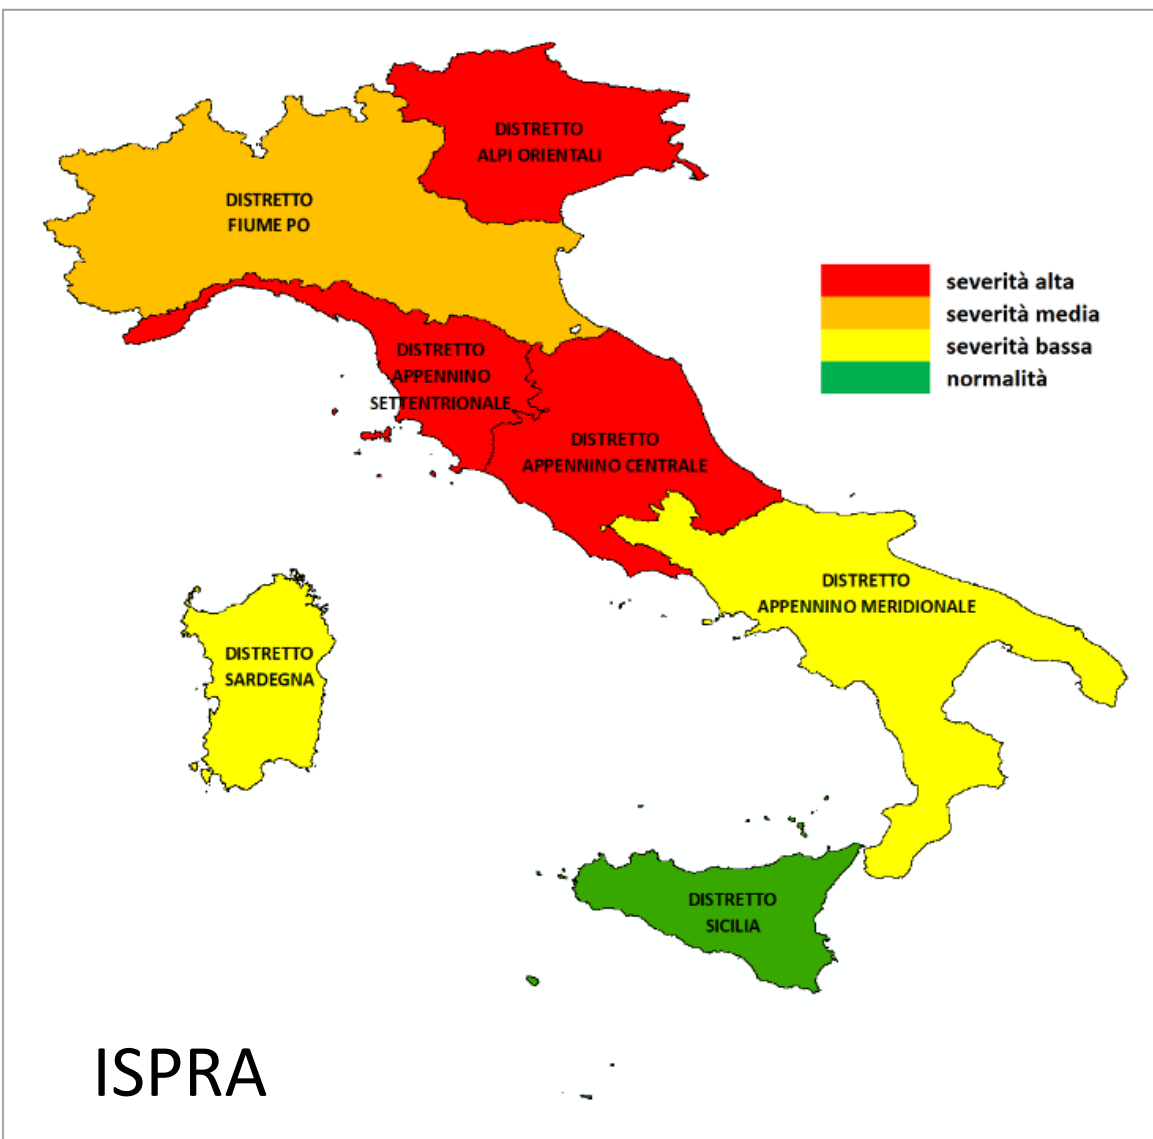 DISTRETTO
ALPI ORIENTALI
DISTRETTO
FIUME PO
severità alta
severità media
severità bassa
normalità
DISTRETTO
APPENNINO
SETTENTRIONALE
DISTRETTO
APPENNINO CENTRALE
DISTRETTO
APPENNINO MERIDIONALE
DISTRETTO
SARDEGNA
DISTRETTO
SICILIA
ISPRA